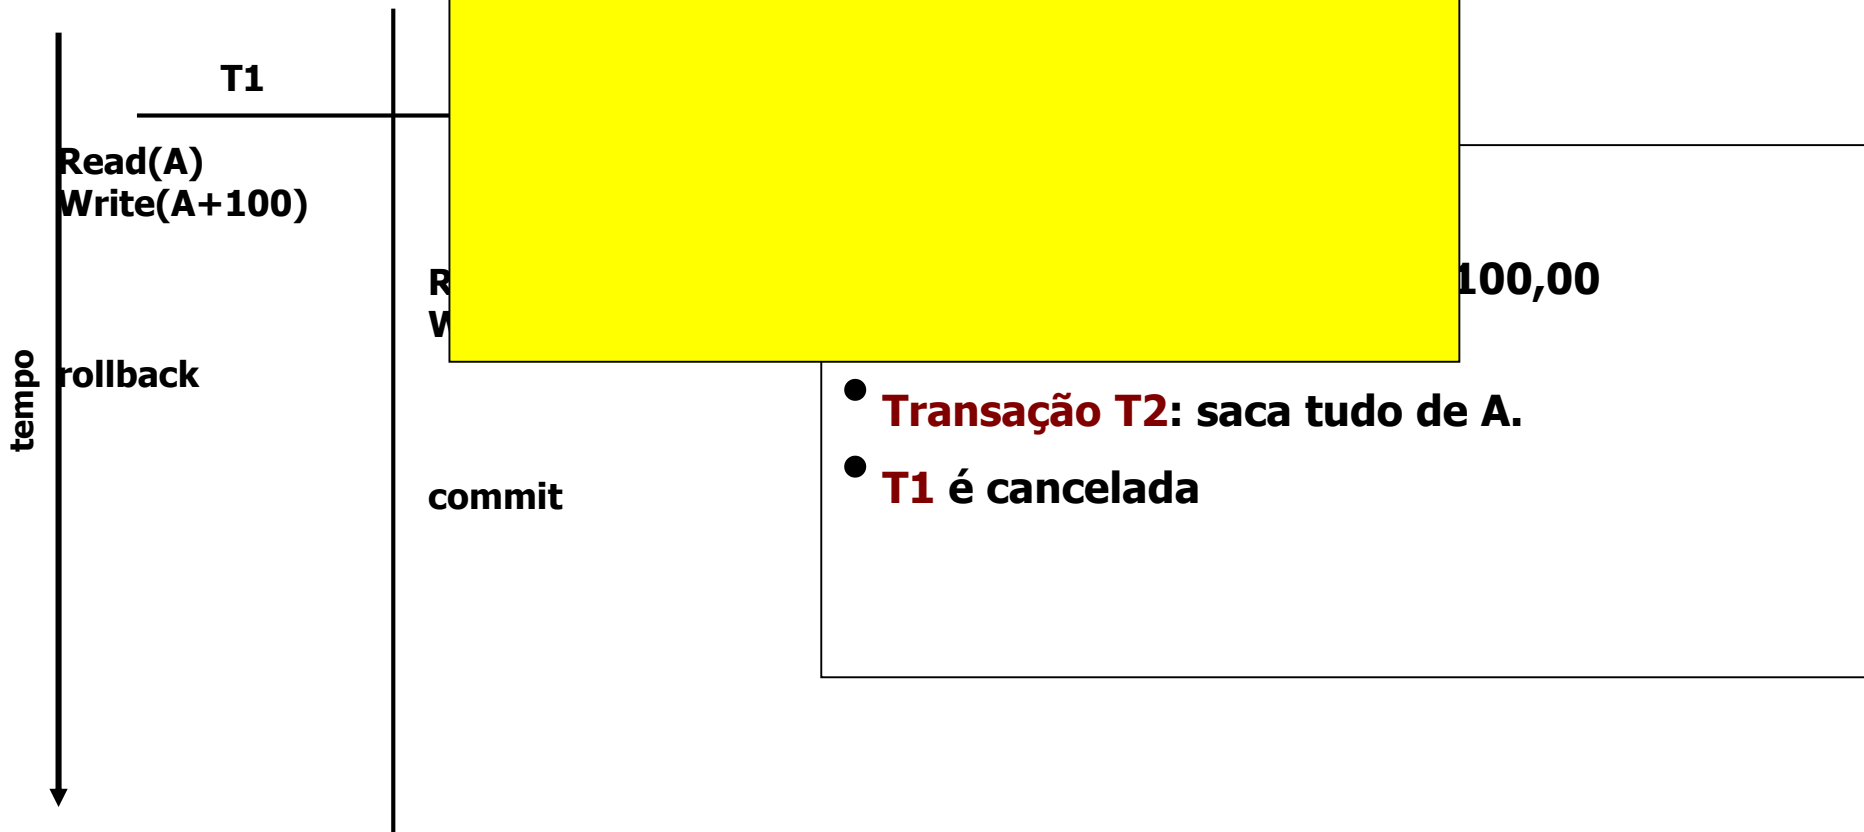 T1
Read(A)
Write(A+100)
100,00
rollback
tempo
Transação T2: saca tudo de A.
T1 é cancelada
commit